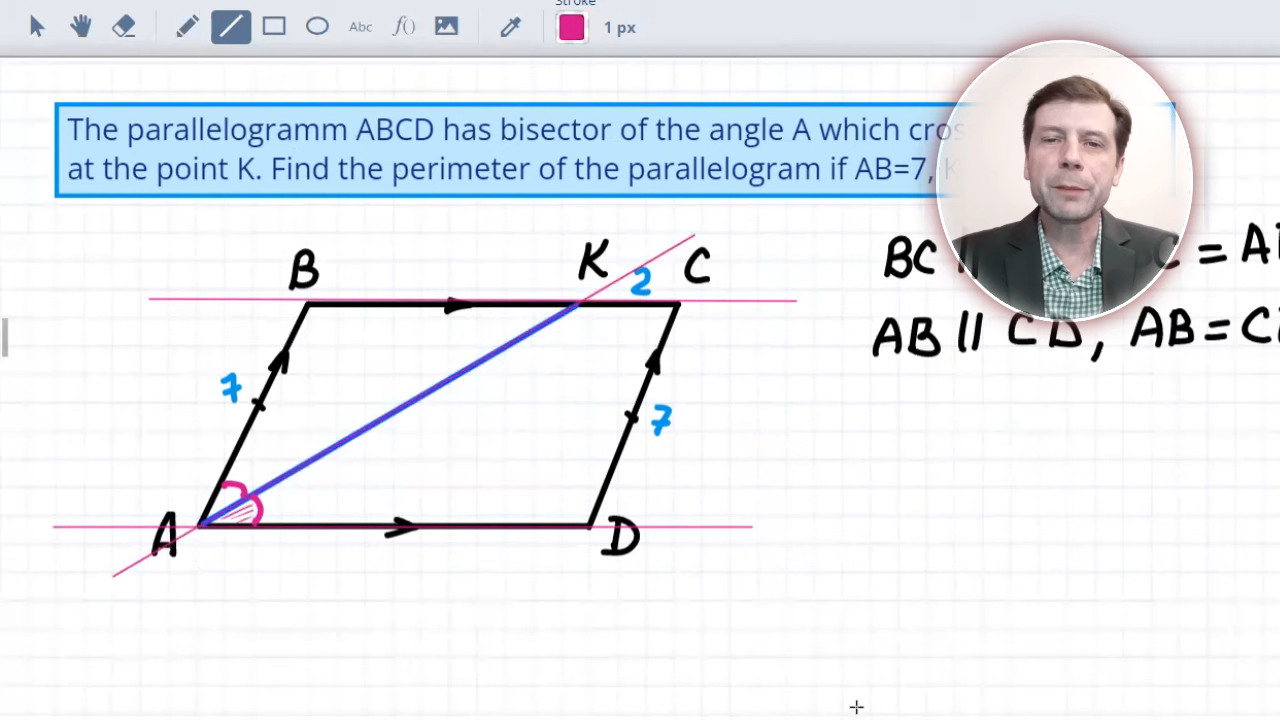 Stroke
Abc
f()
1 px
The parallelogramm ABCD has bisector of the angle A which
at the point K. Find the perimeter of the parallelogram if AB=7,
B
K
2
C
BC ||
=
AB || CD, AB =
7
7
A
D